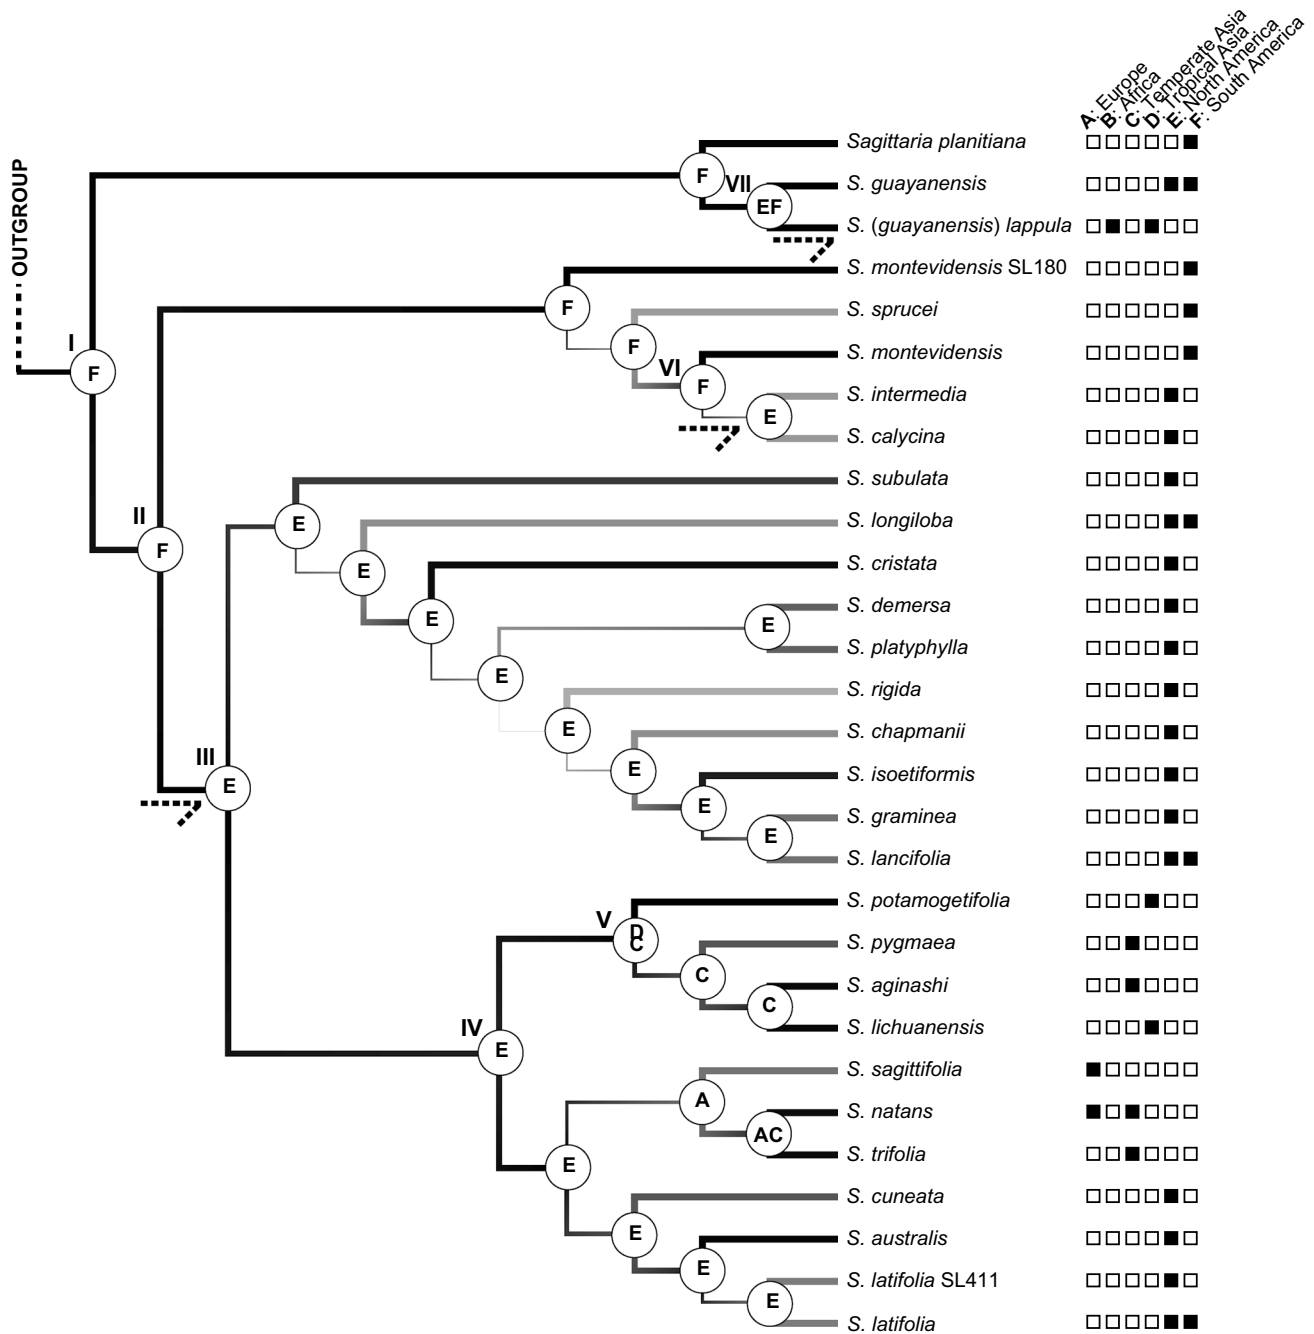 A: Europe
B: Africa
C: Temperate Asia
D: Tropical Asia
E: North America
F: South America
OUTGROUP
Sagittaria planitiana
F
VII
S. guayanensis
EF
S. (guayanensis) lappula
S. montevidensis SL180
F
S. sprucei
F
I
F
S. montevidensis
VI
F
S. intermedia
E
S. calycina
S. subulata
II
E
S. longiloba
F
S. cristata
E
S. demersa
E
E
S. platyphylla
E
S. rigida
E
S. chapmanii
III
E
E
S. isoetiformis
E
S. graminea
E
S. lancifolia
S. potamogetifolia
V
D
C
S. pygmaea
C
S. aginashi
C
S. lichuanensis
IV
E
S. sagittifolia
A
S. natans
AC
S. trifolia
E
S. cuneata
E
S. australis
E
S. latifolia SL411
E
S. latifolia